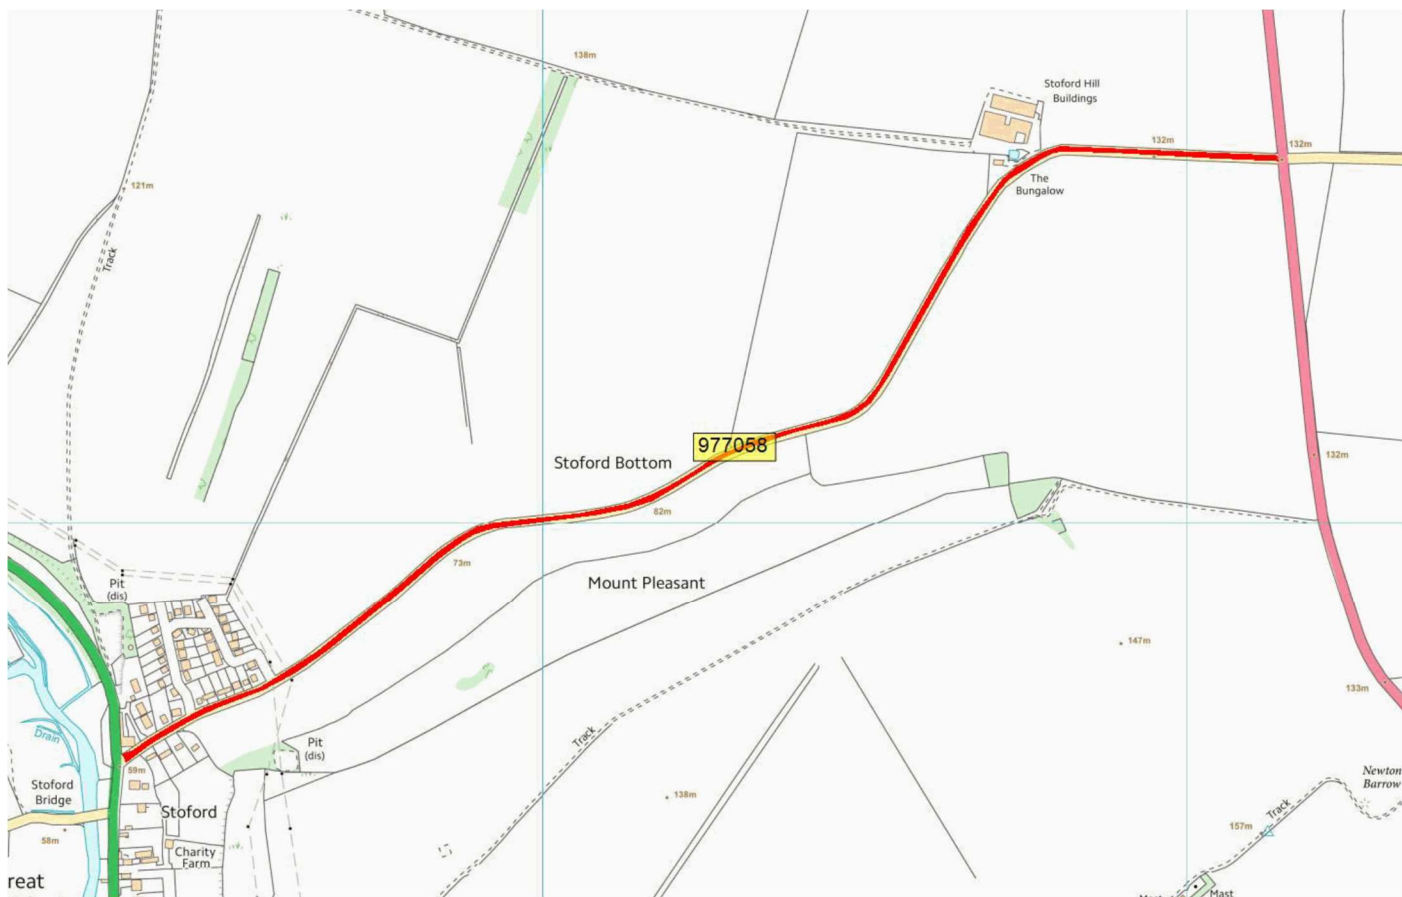 138m
Stoford Hill
Buildings
132m
132m
The
Bungalow
121m
Track
977058
Stoford Bottom
132m
82m
73m
Pit
(dis)
Mount Pleasant
147m
133m
Track
Drain
Pit
(dis)
59m
Stoford
Bridge
Stoford
138m
Newton
Barrow
Track
157m
58m
Charity
Farm
reat
Mast